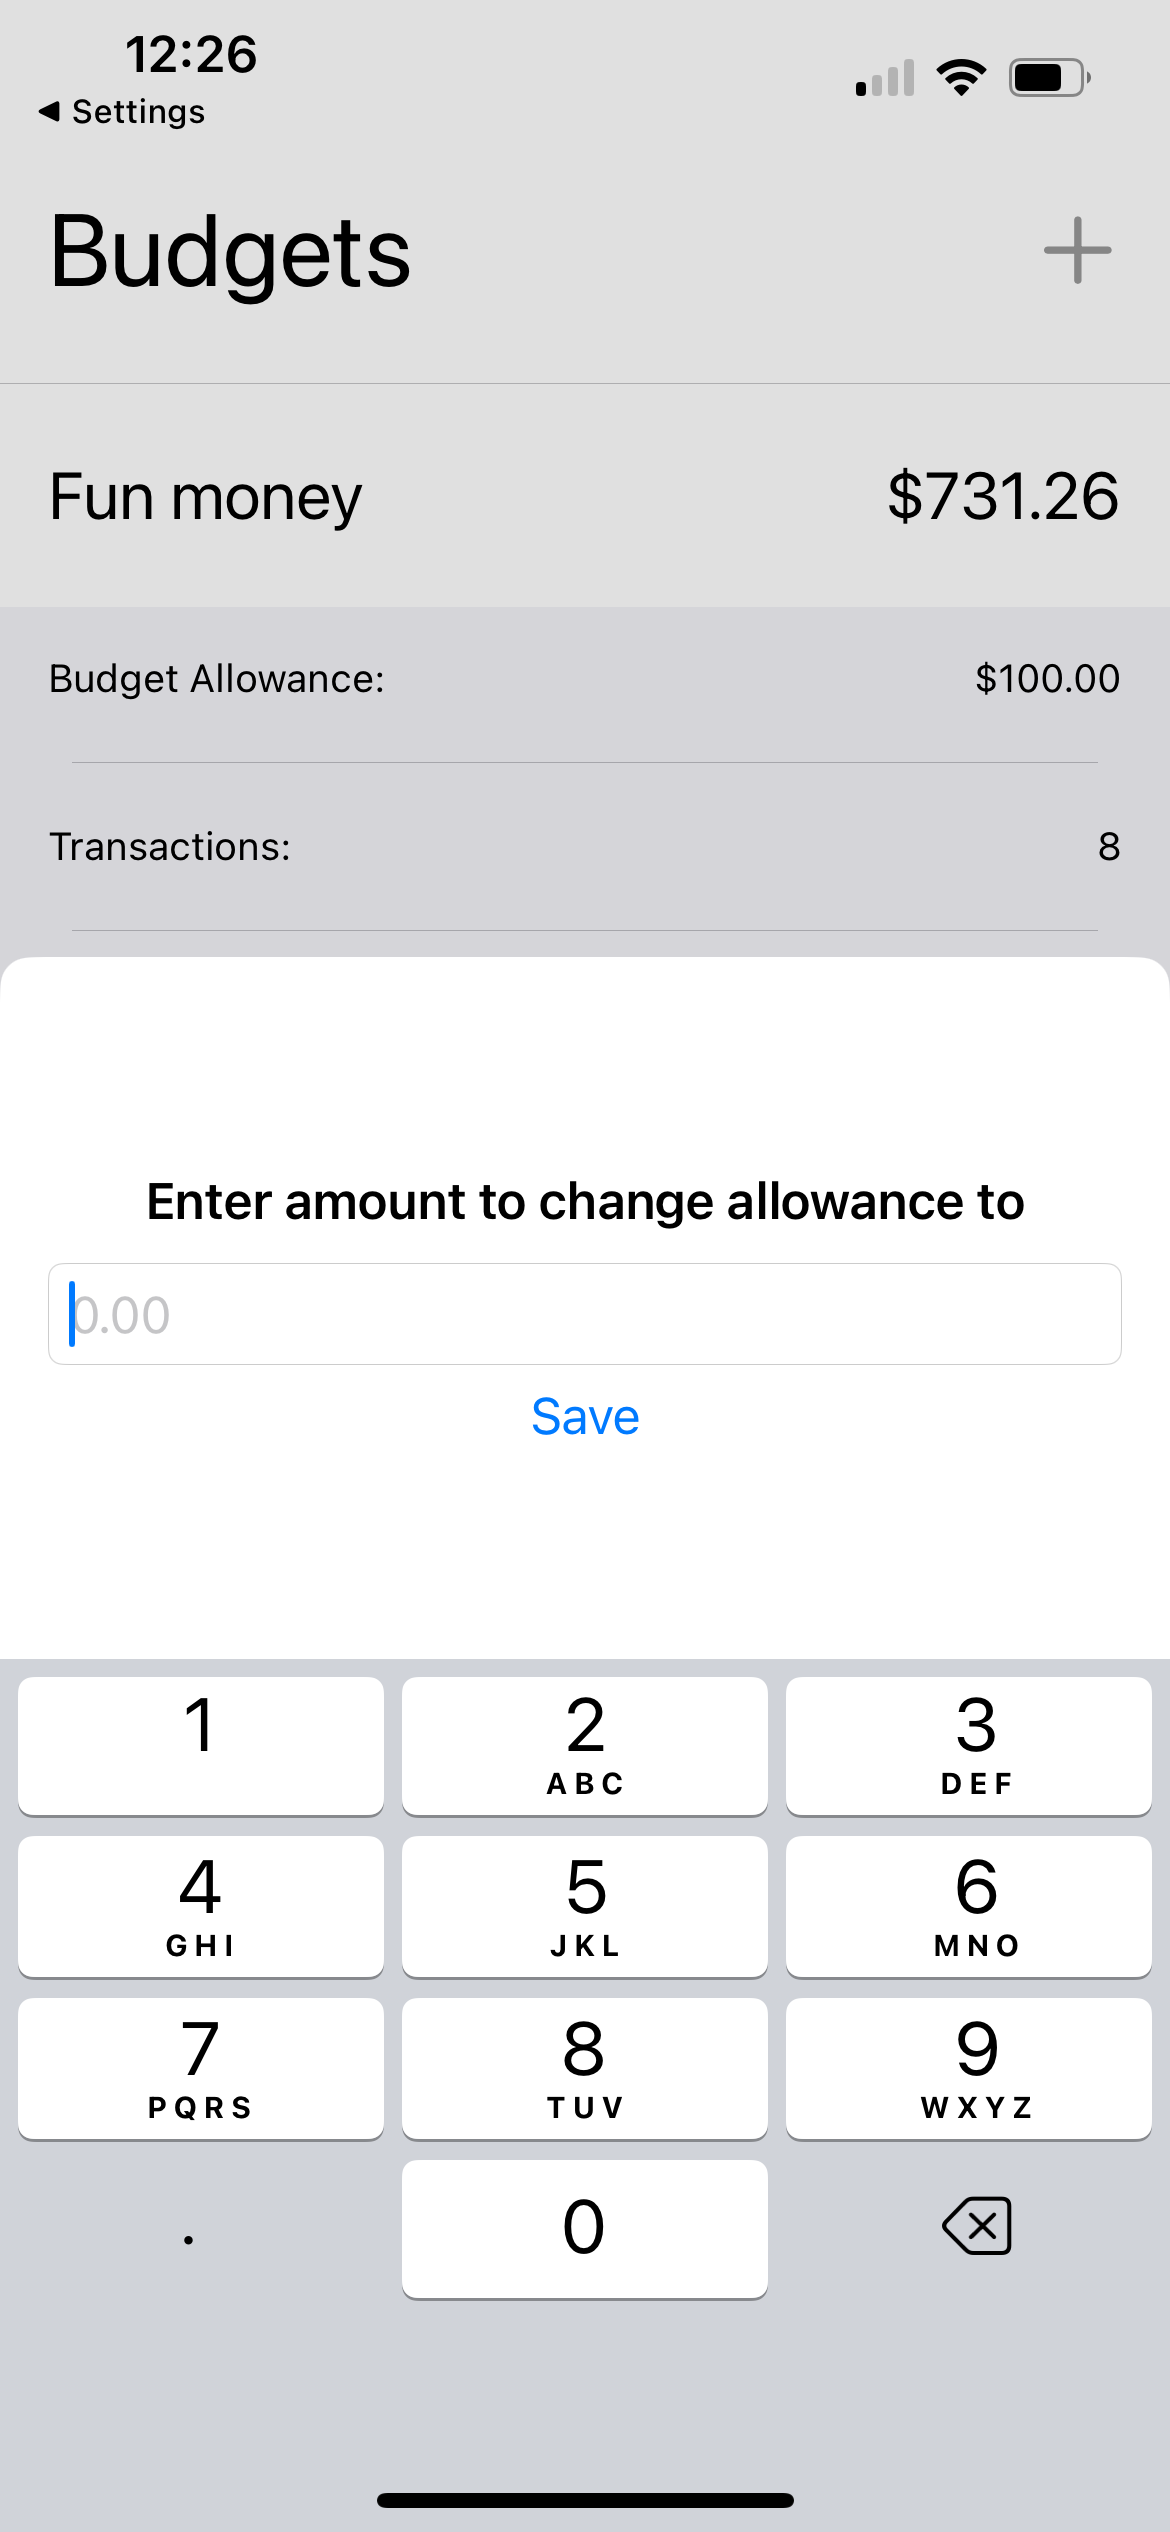 12:26
◀ Settings
Budgets
Fun money $731.26
Budget Allowance: $100.00
Transactions: 8
Enter amount to change allowance to
0.00
Save
1 2 3
ABC DEF
4 5 6
GHI JKL MNO
7 8 9
PQRS TUV WXYZ
. 0